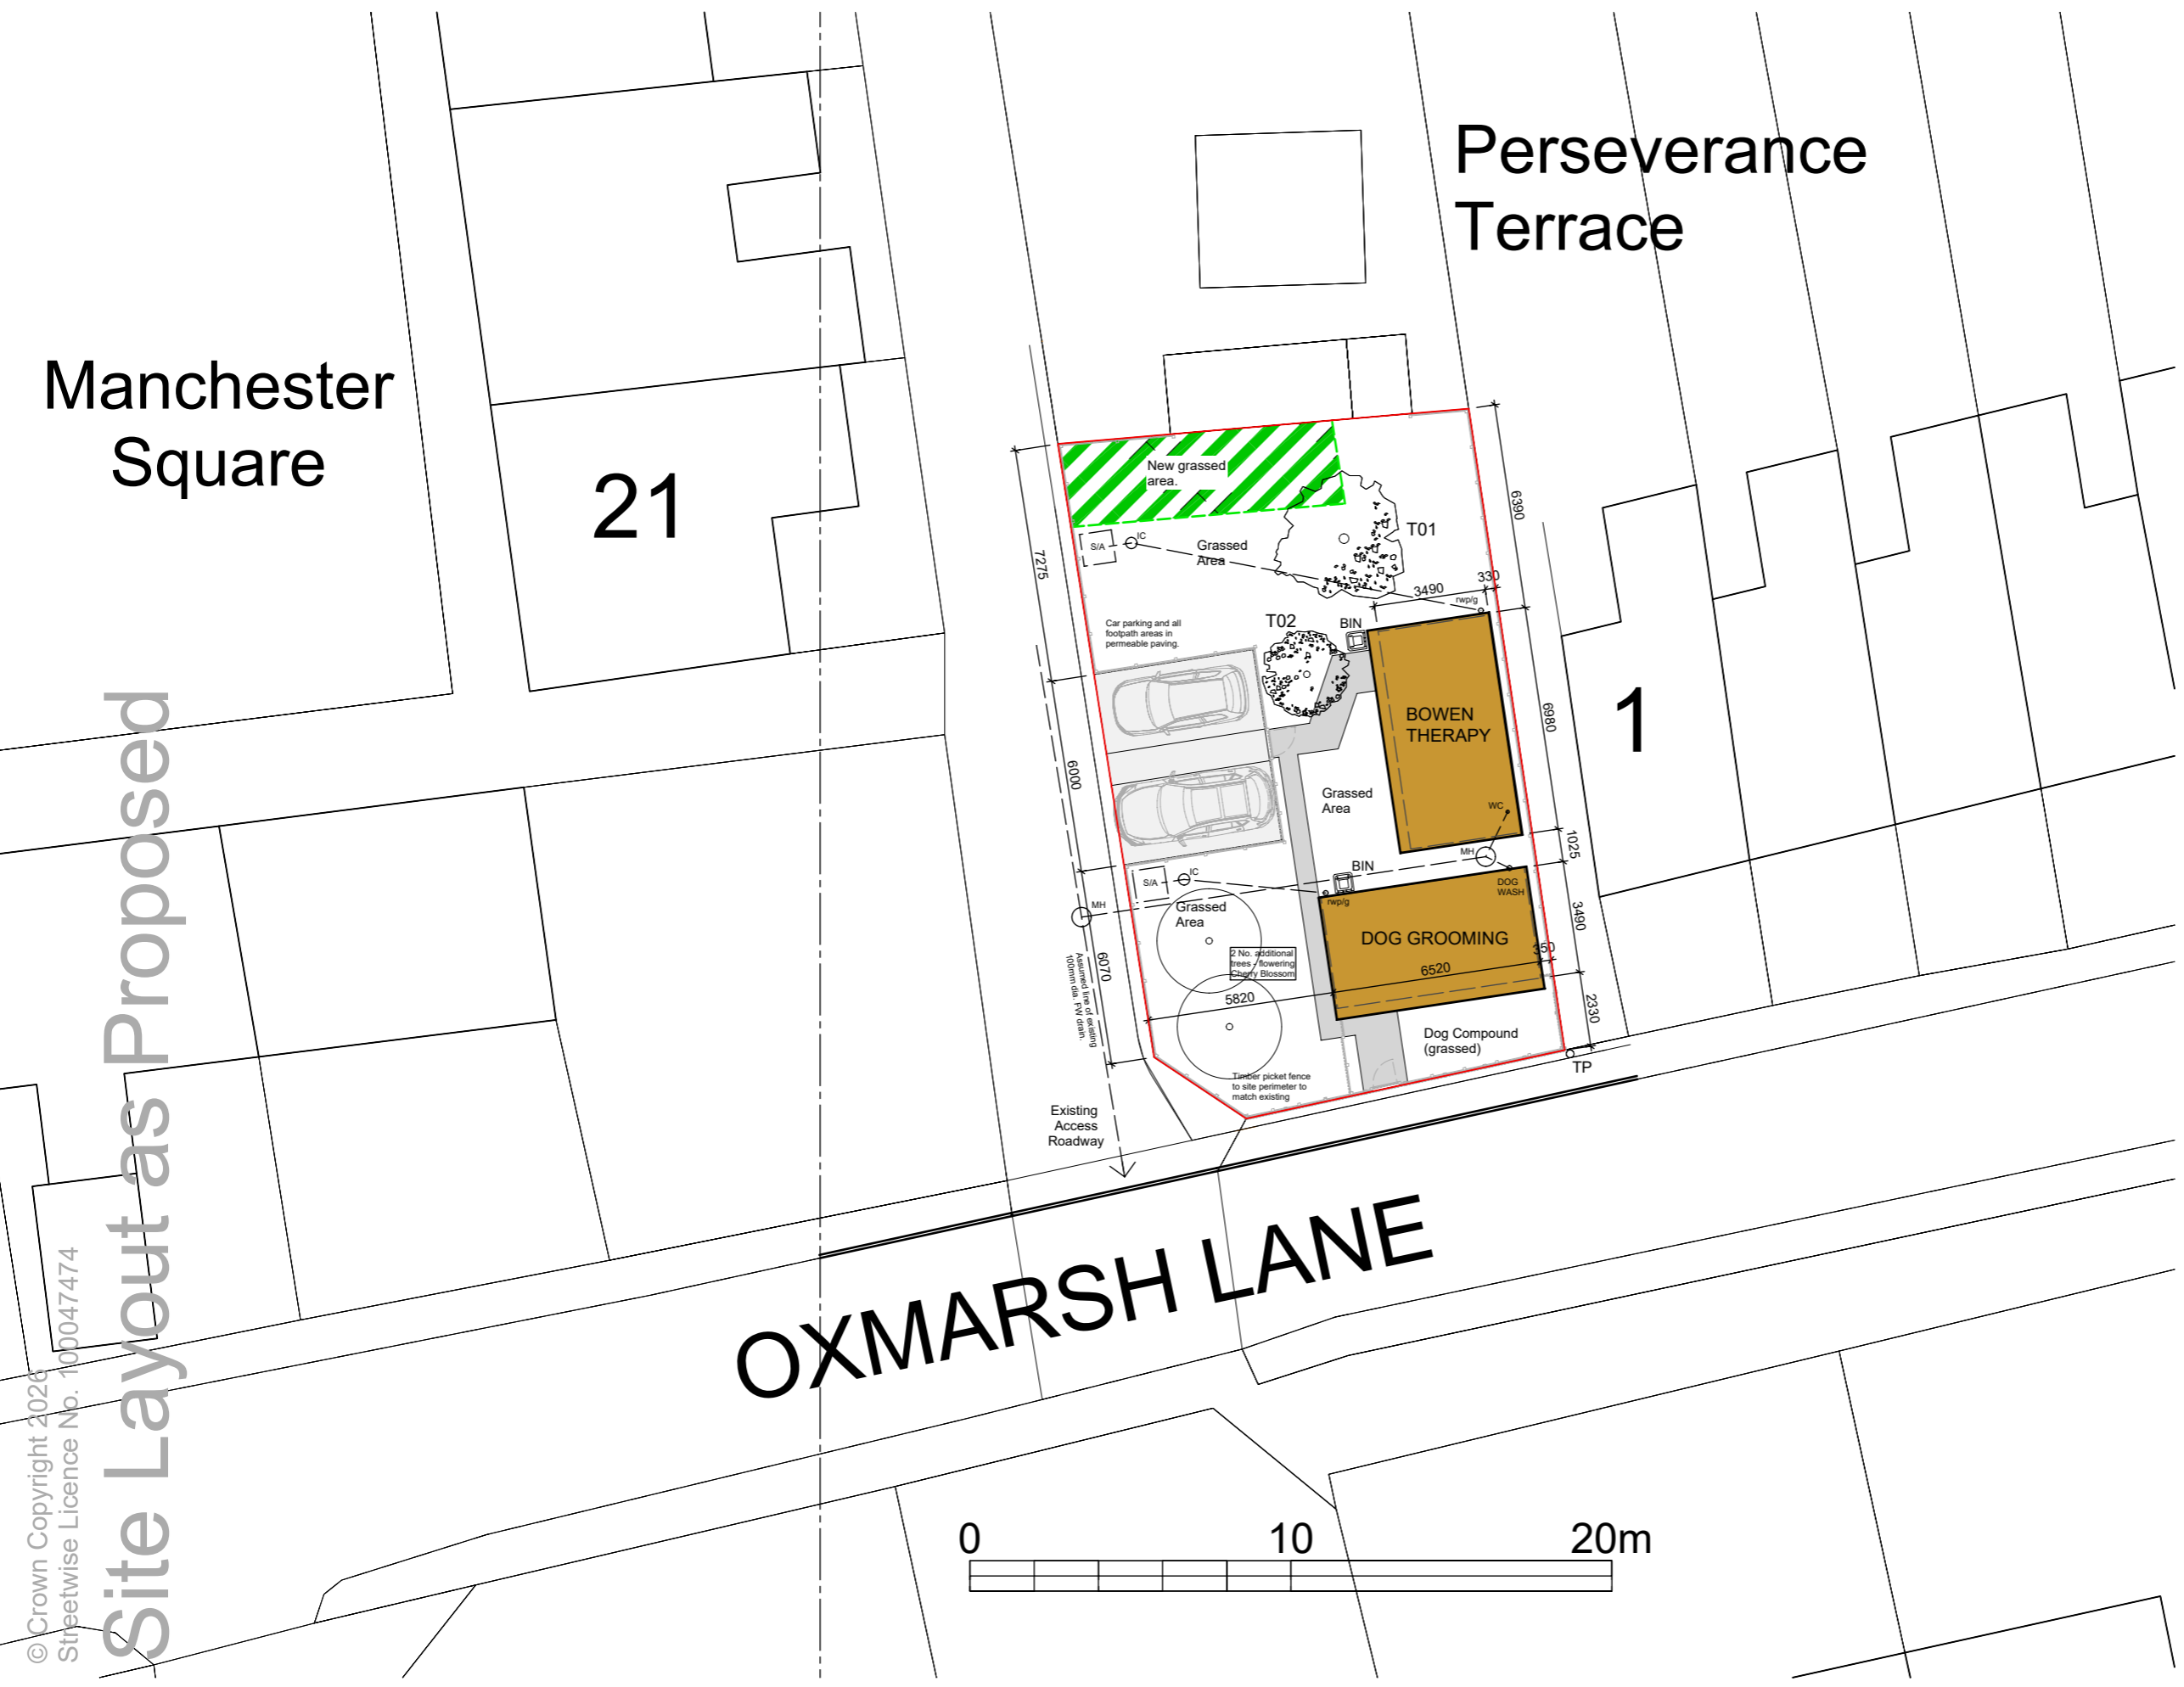 Perseverance
Terrace
Manchester
Square
21
New grassed
area.
6390
T01
S/A
IC
Grassed
Area
7275
330
3490
rwp/g
Car parking and all
footpath areas in
permeable paving.
T02
BIN
BOWEN
THERAPY
6980
1
6000
Grassed
Area
WC
1025
MH
BIN
S/A
IC
DOG
WASH
rwp/g
MH
Grassed
Area
3490
DOG GROOMING
350
2 No. additional
trees - flowering
Cherry Blossom
6520
6070
Assumed line of existing
100mm dia. FW drain.
5820
2330
Dog Compound
(grassed)
TP
Timber picket fence
to site perimeter to
match existing
Existing
Access
Roadway
OXMARSH LANE
0
10
20m
© Crown Copyright 2026
Streetwise Licence No. 100047474
Site Layout as Proposed